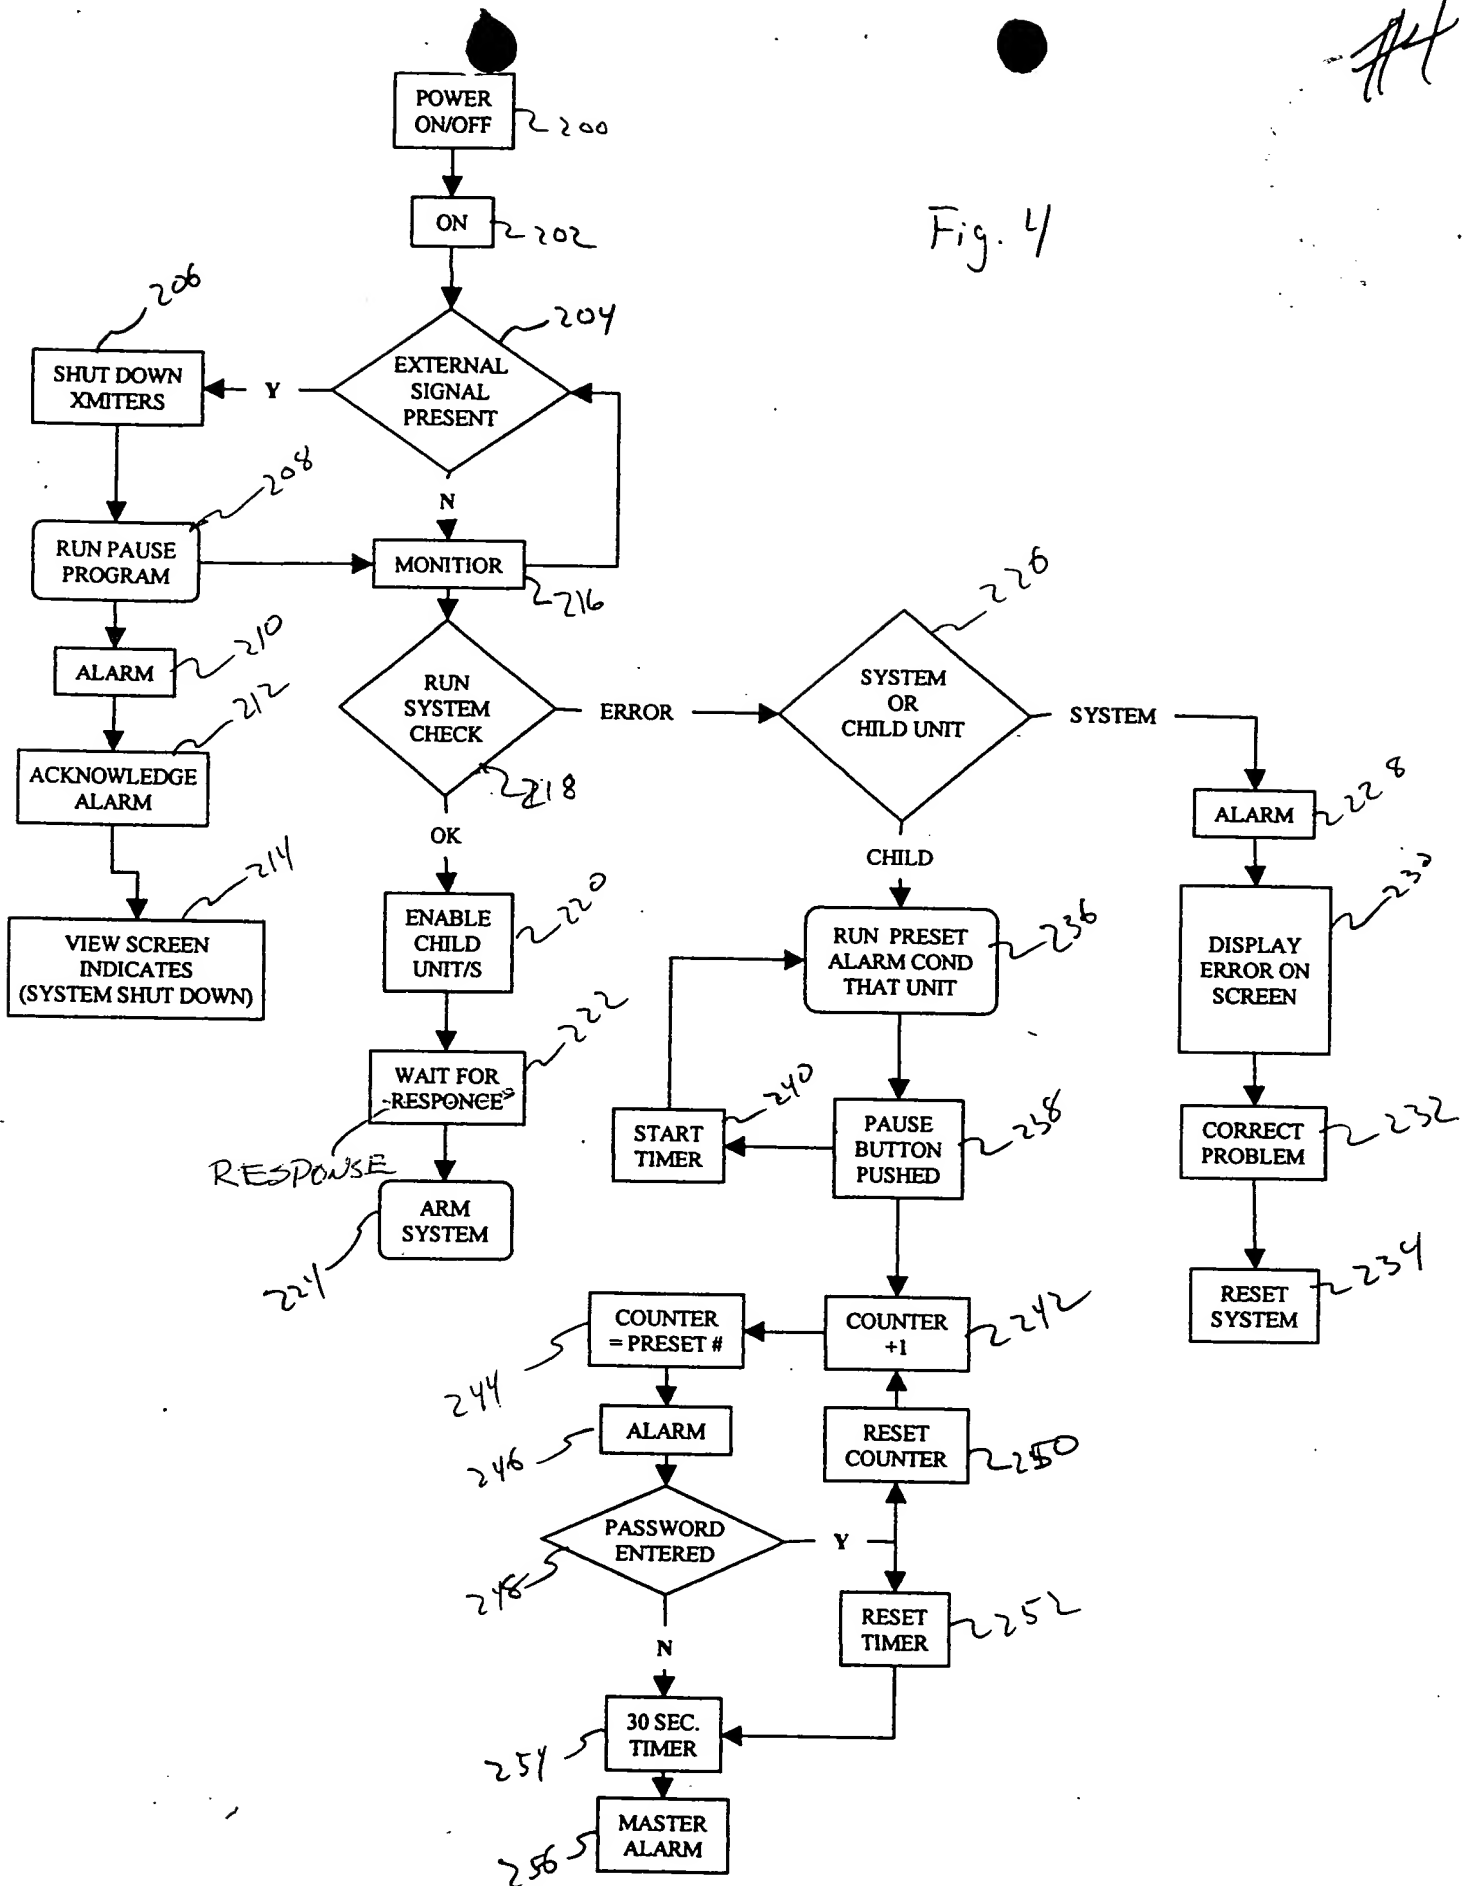 #4
POWER
ON/OFF
200
ON
202
Fig. 4
206
204
SHUT DOWN
XMITERS
Y
EXTERNAL
SIGNAL
PRESENT
N
208
RUN PAUSE
PROGRAM
MONITIOR
216
226
210
ALARM
RUN
SYSTEM
CHECK
218
ERROR
SYSTEM
OR
CHILD UNIT
SYSTEM
212
ACKNOWLEDGE
ALARM
OK
CHILD
ALARM
228
214
VIEW SCREEN
INDICATES
(SYSTEM SHUT DOWN)
ENABLE
CHILD
UNIT/S
220
RUN PRESET
ALARM COND
THAT UNIT
236
DISPLAY
ERROR ON
SCREEN
230
WAIT FOR
RESPONCE
222
RESPONSE
START
TIMER
240
PAUSE
BUTTON
PUSHED
238
CORRECT
PROBLEM
232
ARM
SYSTEM
224
RESET
SYSTEM
234
COUNTER
= PRESET #
244
COUNTER
+1
242
ALARM
246
RESET
COUNTER
250
PASSWORD
ENTERED
248
Y
N
RESET
TIMER
252
30 SEC.
TIMER
254
MASTER
ALARM
256